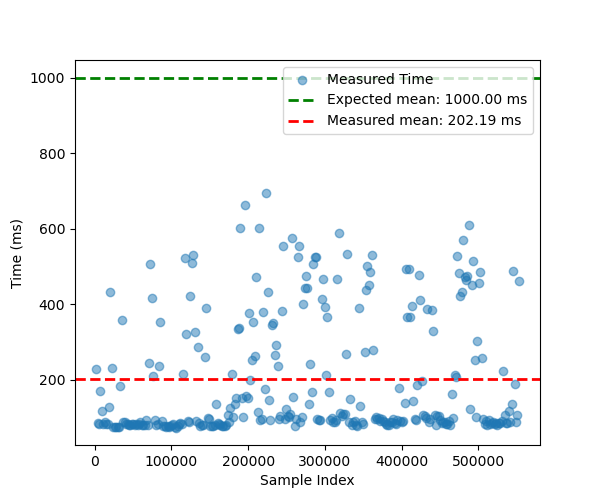 1000
800
600
400
200
Time (ms)
0
100000
200000
300000
400000
500000
Sample Index
Measured Time
Expected mean: 1000.00 ms
Measured mean: 202.19 ms